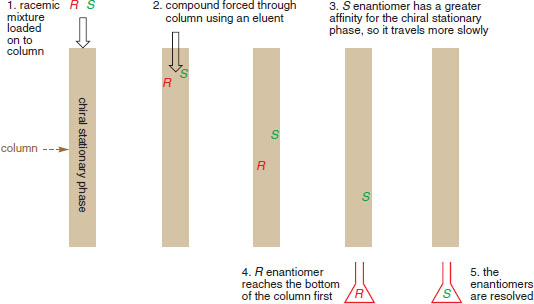 1. racemic R S
mixture
loaded
on to
column
2. compound forced through
column using an eluent
3. S enantiomer has a greater
affinity for the chiral stationary
phase, so it travels more slowly
column
chiral stationary phase
R S
R S
S
4. R enantiomer
reaches the bottom
of the column first
R
S
5. the
enantiomers
are resolved